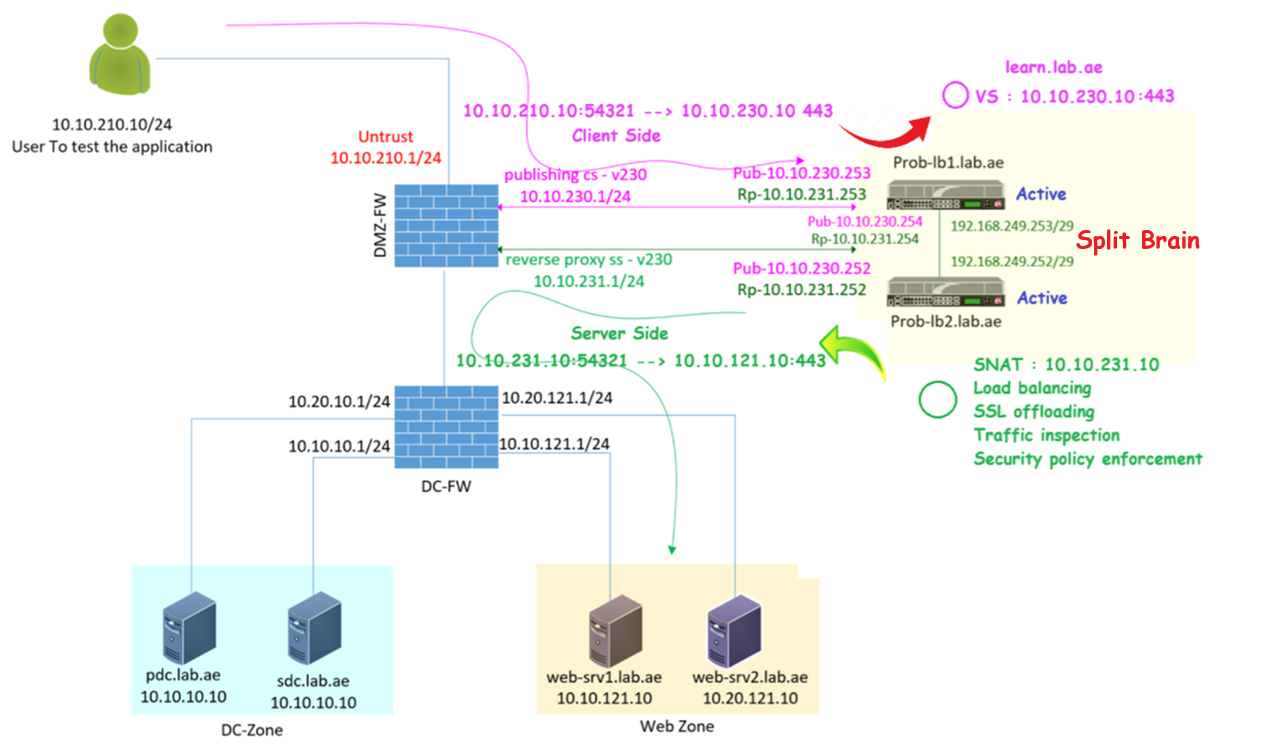 learn.lab.ae
VS : 10.10.230.10:443
10.10.210.10/24
User To test the application
10.10.210.10:54321 --> 10.10.230.10 443
Client Side
Untrust
10.10.210.1/24
Prob-lb1.lab.ae
Active
publishing cs - v230
10.10.230.1/24
Pub-10.10.230.253
Rp-10.10.231.253
DMZ-FW
Pub-10.10.230.254
Rp-10.10.231.254
192.168.249.253/29
Split Brain
192.168.249.252/29
reverse proxy ss - v230
10.10.231.1/24
Pub-10.10.230.252
Rp-10.10.231.252
Active
Prob-lb2.lab.ae
Server Side
10.10.231.10:54321 --> 10.10.121.10:443
SNAT : 10.10.231.10
Load balancing
SSL offloading
Traffic inspection
Security policy enforcement
10.20.10.1/24
10.20.121.1/24
10.10.10.1/24
10.10.121.1/24
DC-FW
pdc.lab.ae
10.10.10.10
sdc.lab.ae
10.10.10.10
web-srv1.lab.ae
10.10.121.10
web-srv2.lab.ae
10.20.121.10
DC-Zone
Web Zone